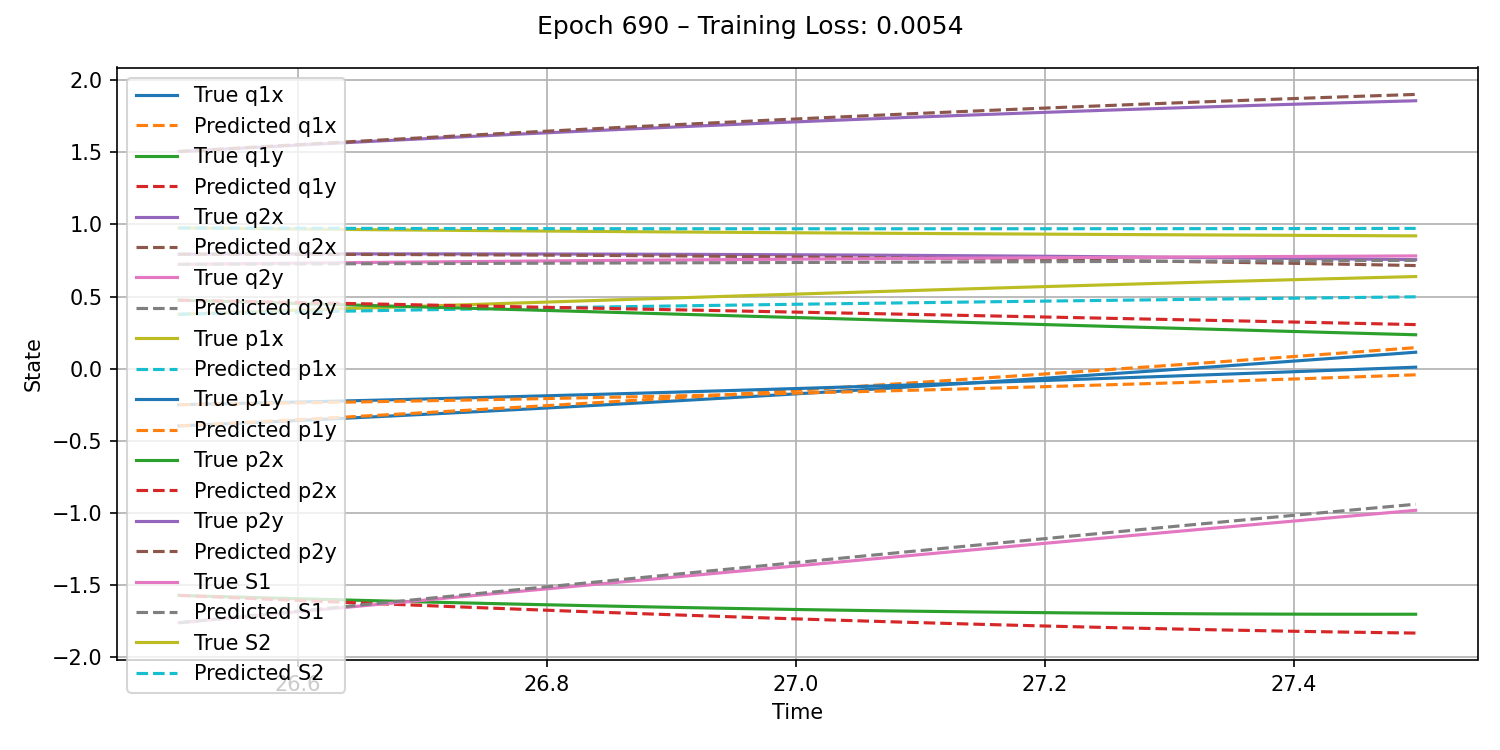 Epoch 690 – Training Loss: 0.0054
State
2.0
1.5
1.0
0.5
0.0
−0.5
−1.0
−1.5
−2.0
True q1x
Predicted q1x
True q1y
Predicted q1y
True q2x
Predicted q2x
True q2y
Predicted q2y
True p1x
Predicted p1x
True p1y
Predicted p1y
True p2x
Predicted p2x
True p2y
Predicted p2y
True S1
Predicted S1
True S2
Predicted S2
26.6 26.8 27.0 27.2 27.4
Time